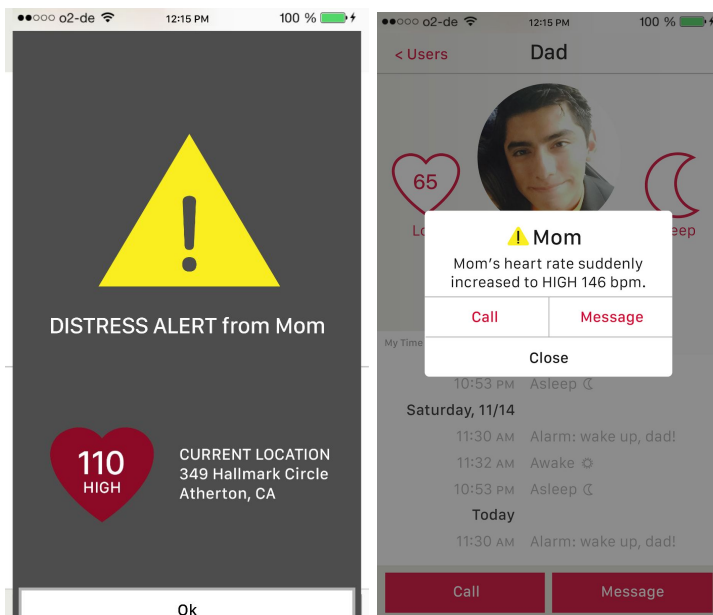 o2-de 12:15 PM 100 %
DISTRESS ALERT from Mom
110
HIGH
CURRENT LOCATION
349 Hallmark Circle
Atherton, CA
Ok
o2-de 12:15 PM 100 %
< Users Dad
65
Mom
Mom's heart rate suddenly
increased to HIGH 146 bpm.
Call Message
Close
My Time
10:53 PM Asleep
Saturday, 11/14
11:30 AM Alarm: wake up, dad!
11:32 AM Awake
10:53 PM Asleep
Today
11:30 AM Alarm: wake up, dad!
Call Message